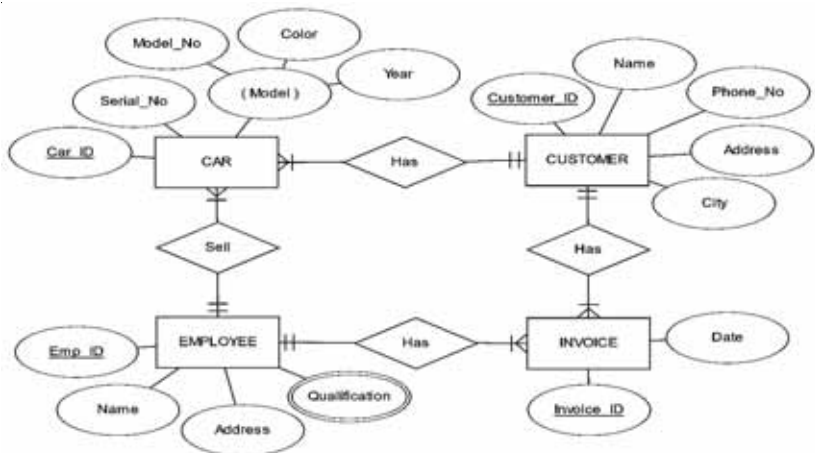 Model_No
Color
( Model )
Year
Serial_No
Car_ID
CAR
Has
Customer_ID
Name
Phone_No
CUSTOMER
Address
City
Sell
Has
Emp_ID
EMPLOYEE
Has
INVOICE
Date
Name
Address
Qualification
Invoice_ID